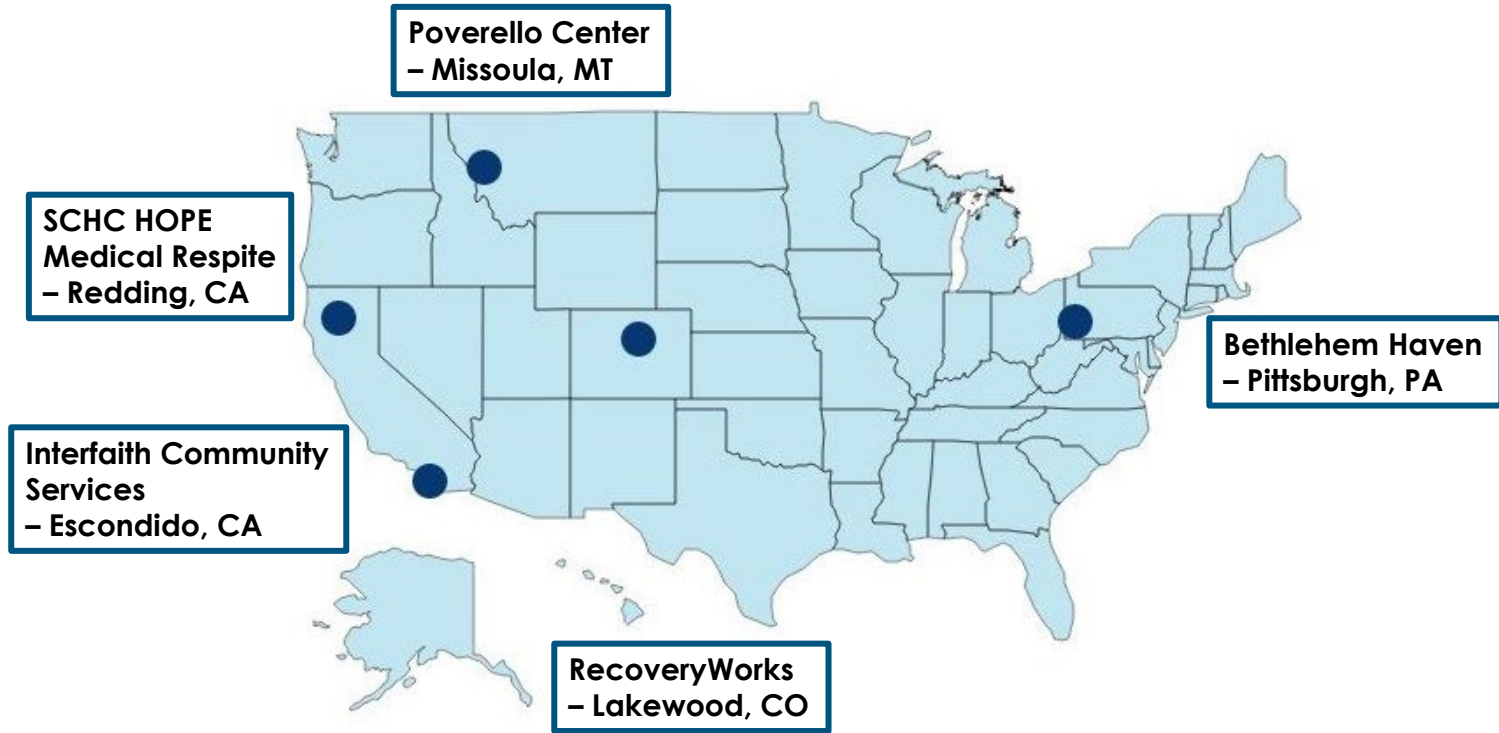 Poverello Center
– Missoula, MT
SCHC HOPE
Medical Respite
– Redding, CA
Bethlehem Haven
– Pittsburgh, PA
Interfaith Community
Services
– Escondido, CA
RecoveryWorks
– Lakewood, CO